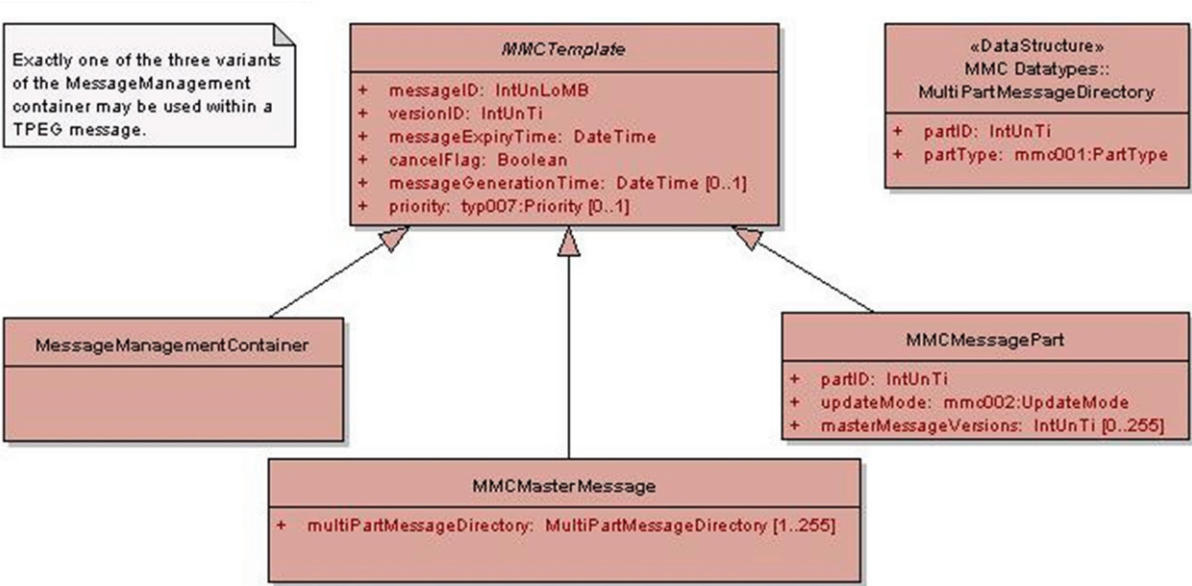 Exactly one of the three variants
of the MessageManagement
container may be used within a
TPEG message.
MMCTemplate
+ messageID: IntUnLoMB
+ versionID: IntUnTi
+ messageExpiryTime: DateTime
+ cancelFlag: Boolean
+ messageGenerationTime: DateTime [0..1]
+ priority: typ007:Priority [0..1]
«DataStructure»
MMC Datatypes::
MultiPartMessageDirectory
+ partID: IntUnTi
+ partType: mmc001:PartType
MessageManagementContainer
MMCMessagePart
+ partID: IntUnTi
+ updateMode: mmc002:UpdateMode
+ masterMessageVersions: IntUnTi [0..255]
MMCMasterMessage
+ multiPartMessageDirectory: MultiPartMessageDirectory [1..255]